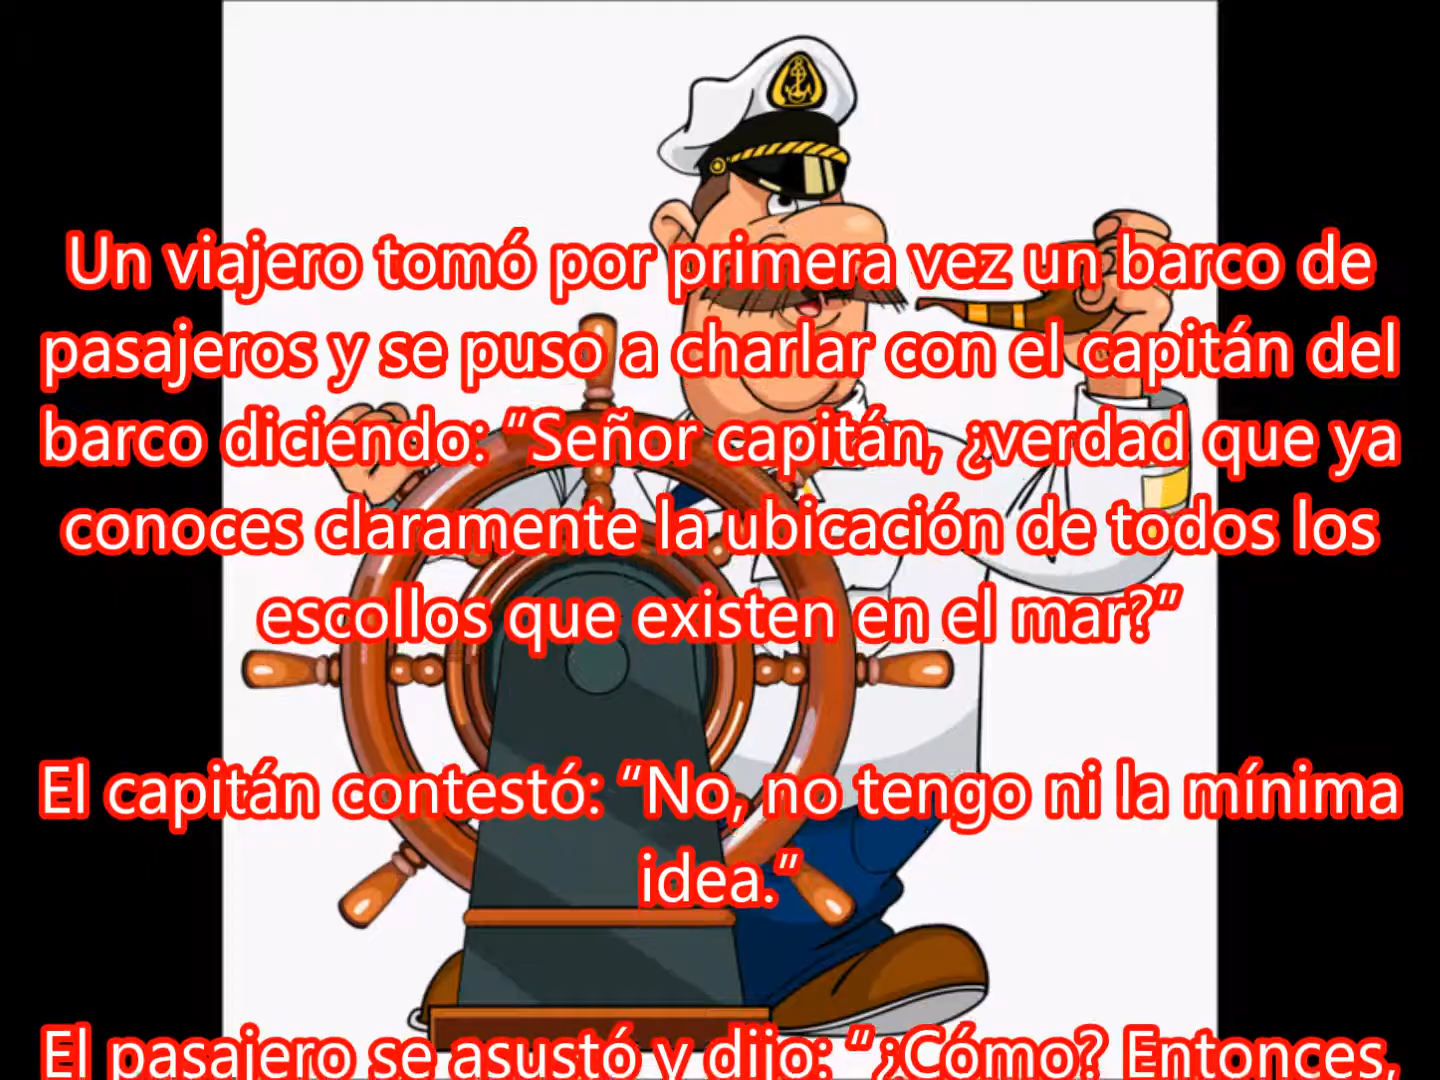 Un viajero tomó por primera vez un barco de
pasajeros y se puso a charlar con el capitán del
barco diciendo: “Señor capitán, ¿verdad que ya
conoces claramente la ubicación de todos los
escollos que existen en el mar?”
El capitán contestó: “No, no tengo ni la mínima
idea.”
El pasajero se asustó y dijo: “¿Cómo? Entonces,